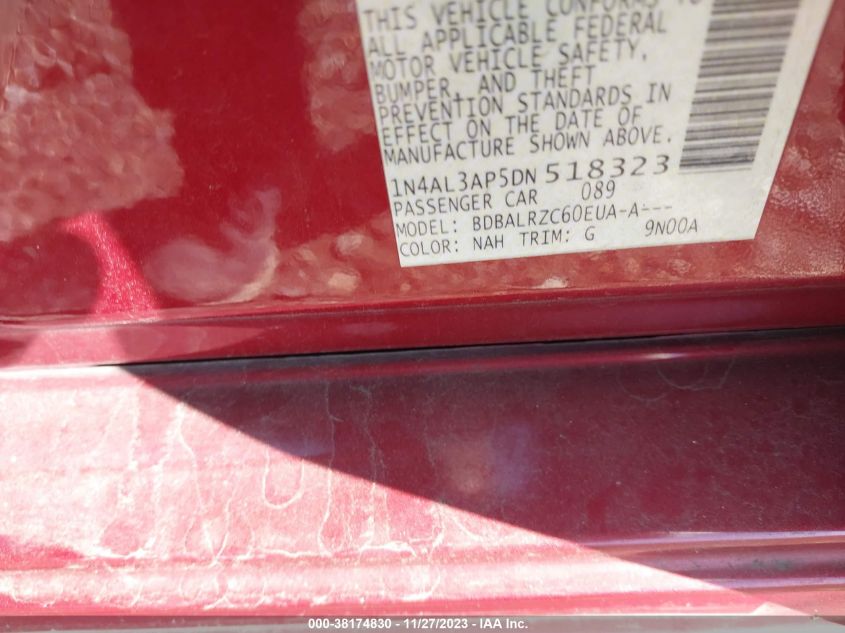 THIS VEHICLE CONFORMS TO
ALL APPLICABLE FEDERAL
MOTOR VEHICLE SAFETY,
BUMPER, AND THEFT
PREVENTION STANDARDS IN
EFFECT ON THE DATE OF
MANUFACTURE SHOWN ABOVE.
1N4AL3AP5DN 518323
PASSENGER CAR 089
MODEL: BDBALRZC60EUA-A---
COLOR: NAH TRIM: G 9N00A
000-38174830 - 11/27/2023 - IAA Inc.